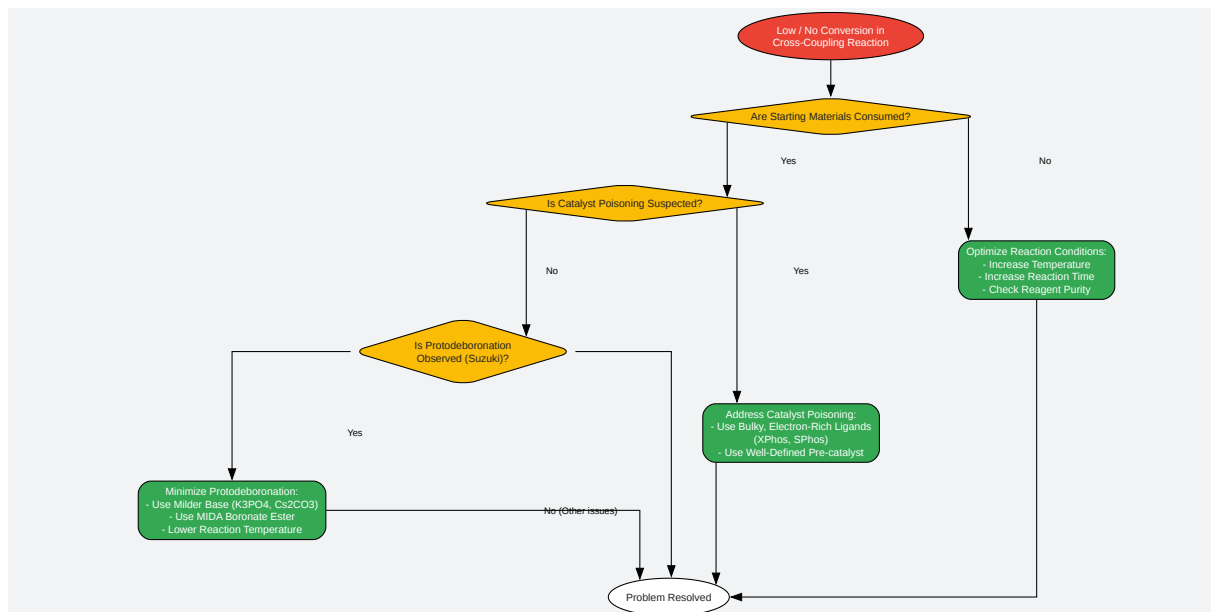 Low / No Conversion in
Cross-Coupling Reaction
Are Starting Materials Consumed?
Yes
No
Is Catalyst Poisoning Suspected?
No
Yes
Optimize Reaction Conditions:
- Increase Temperature
- Increase Reaction Time
- Check Reagent Purity
Is Protodeboronation
Observed (Suzuki)?
Yes
Address Catalyst Poisoning:
- Use Bulky, Electron-Rich Ligands
(XPhos, SPhos)
- Use Well-Defined Pre-catalyst
Minimize Protodeboronation:
- Use Milder Base (K3PO4, Cs2CO3)
- Use MIDA Boronate Ester
- Lower Reaction Temperature
No (Other issues)
Problem Resolved